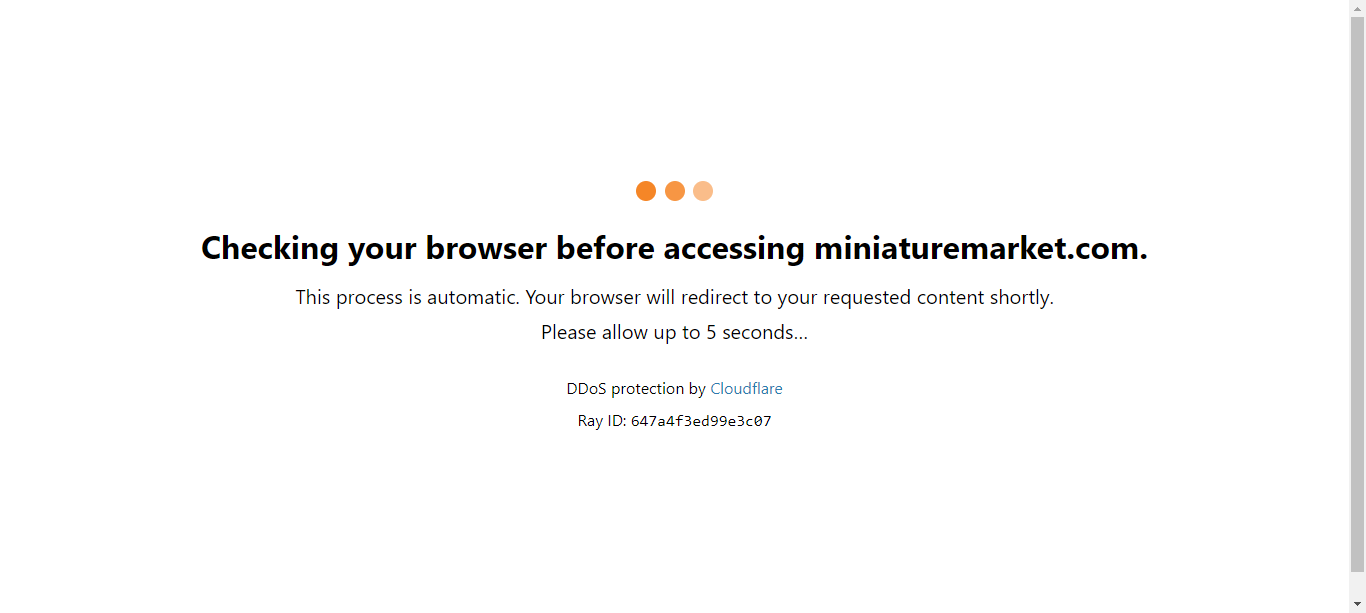 Checking your browser before accessing miniaturemarket.com.
This process is automatic. Your browser will redirect to your requested content shortly.
Please allow up to 5 seconds...
DDoS protection by Cloudflare
Ray ID: 647a4f3ed99e3c07